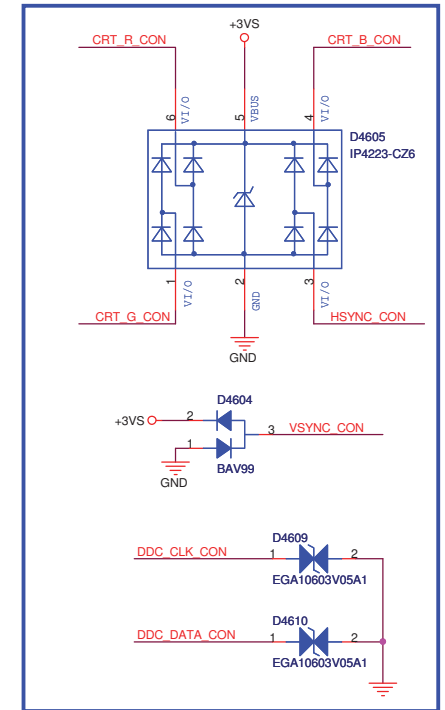 +3VS
CRT_R_CON
CRT_B_CON
6
VI/O
5
VBUS
4
VI/O
D4605
IP4223-CZ6
1
VI/O
2
GND
3
VI/O
CRT_G_CON
HSYNC_CON
GND
D4604
+3VS
2
3
VSYNC_CON
1
BAV99
GND
D4609
DDC_CLK_CON
1
2
EGA10603V05A1
D4610
DDC_DATA_CON
1
2
EGA10603V05A1